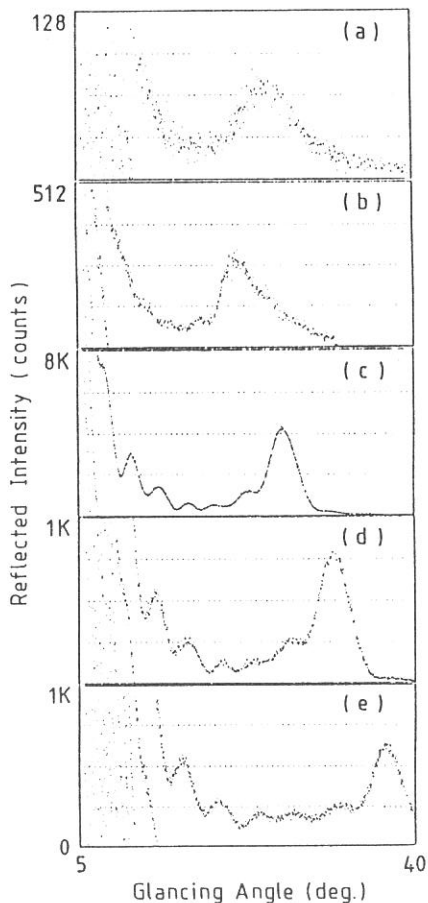 128
(a)
512
(b)
8K
(c)
1K
(d)
1K
(e)
0
5
40
Reflected Intensity (counts)
Glancing Angle (deg.)